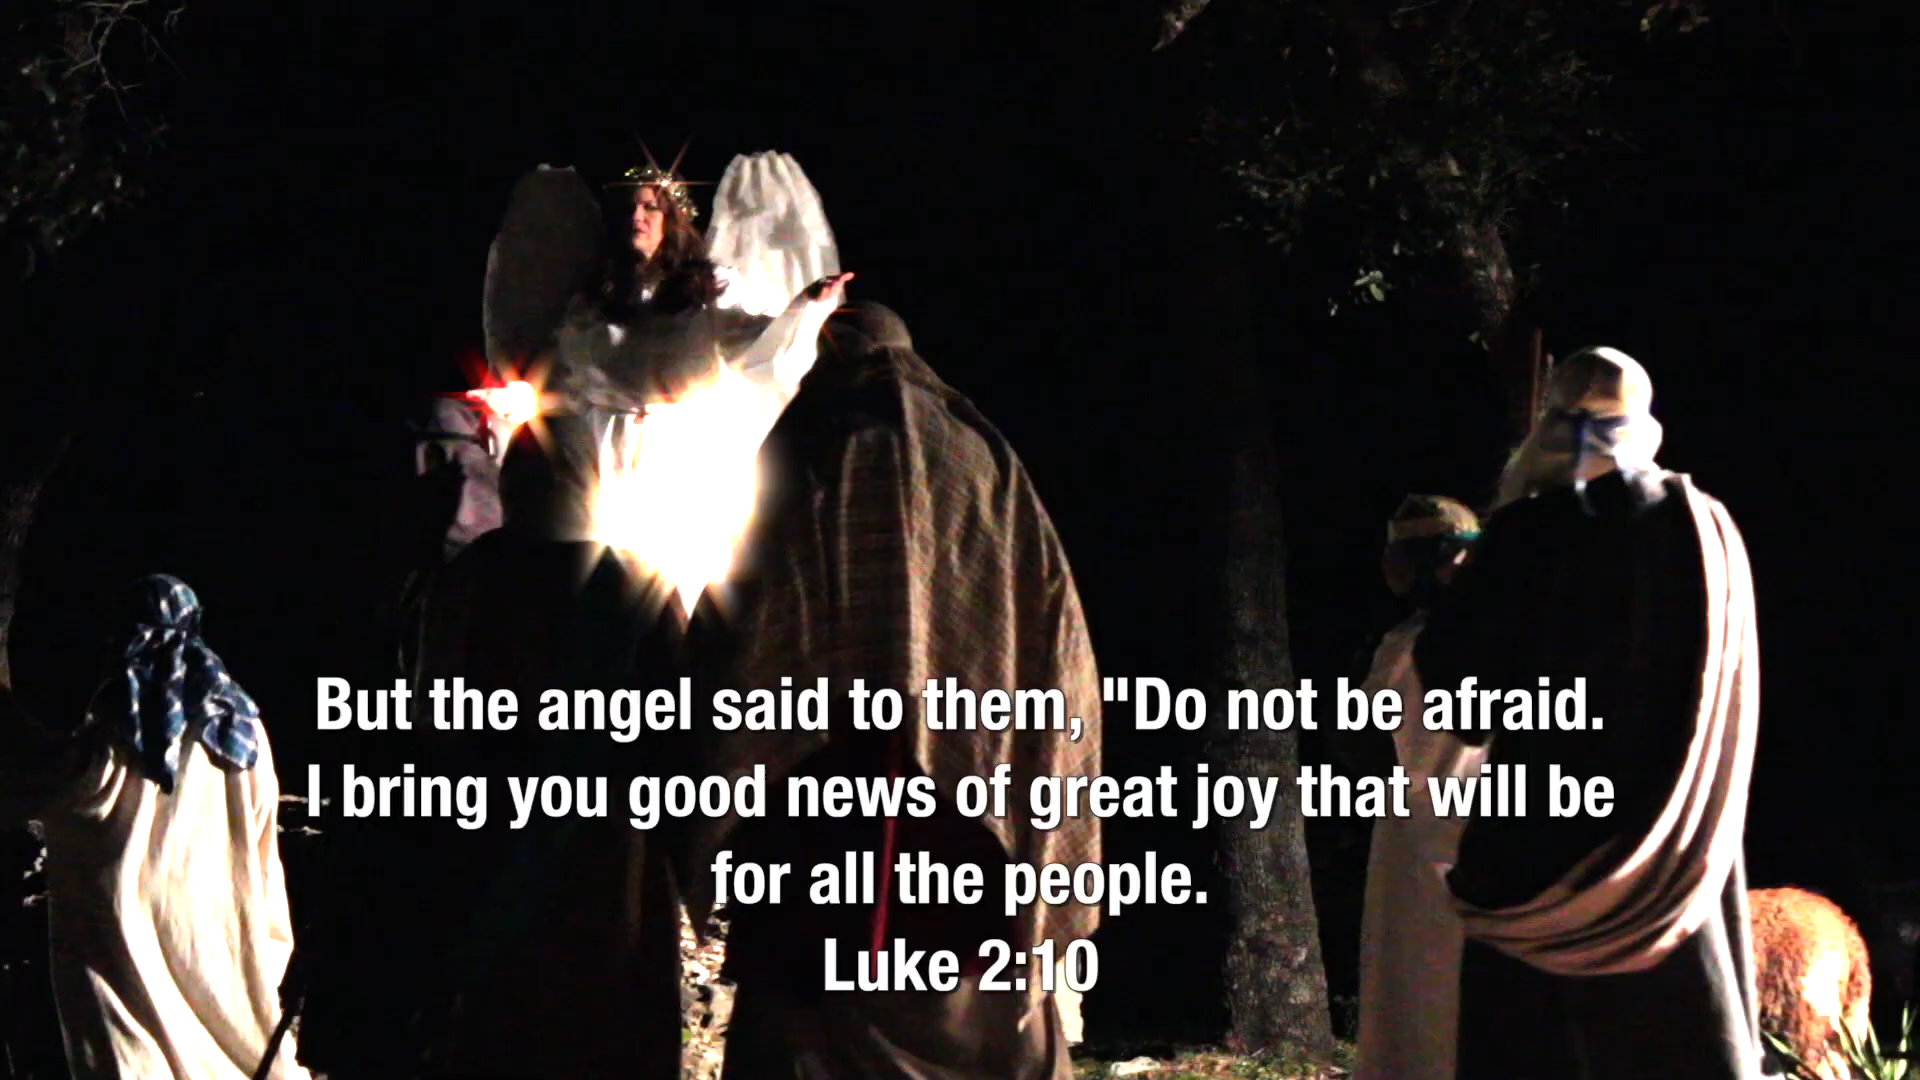 But the angel said to them, "Do not be afraid.
I bring you good news of great joy that will be
for all the people.
Luke 2:10